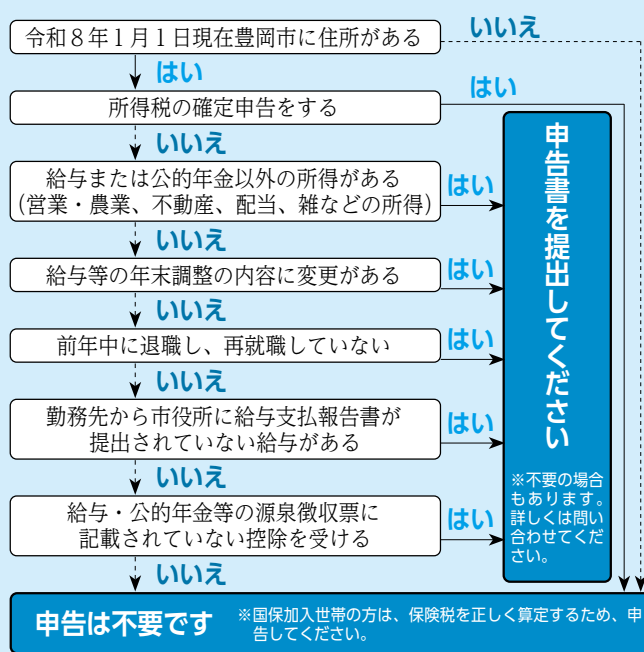 令和８年１月１日現在豊岡市に住所がある
いいえ
はい
所得税の確定申告をする
はい
いいえ
給与または公的年金以外の所得がある
(営業・農業、不動産、配当、雑などの所得)
はい
いいえ
給与等の年末調整の内容に変更がある
はい
いいえ
前年中に退職し、再就職していない
はい
いいえ
勤務先から市役所に給与支払報告書が
提出されていない給与がある
はい
いいえ
給与・公的年金等の源泉徴収票に
記載されていない控除を受ける
はい
いいえ
申告書を提出してください
※不要の場合
もあります。
詳しくは問い
合わせてくだ
さい。
申告は不要です
※国保加入世帯の方は、保険税を正しく算定するため、申
告してください。